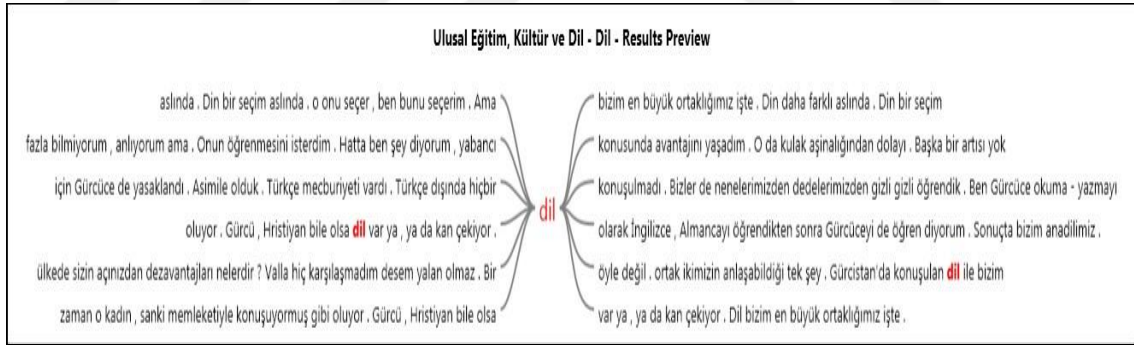 Ulusal Eğitim, Kültür ve Dil - Dil - Results Preview
aslında . Din bir seçim aslında . o onu seçer , ben bunu seçerim . Ama
fazla bilmiyorum , anlıyorum ama . Onun öğrenmesini isterdim . Hatta ben şey diyorum , yabancı
için Gürcüce de yasaklandı . Asimile olduk . Türkçe mecburiyeti vardı . Türkçe dışında hiçbir
oluyor . Gürcü , Hristiyan bile olsa dil var ya , ya da kan çekiyor .
ülkede sizin açınızdan dezavantajları nelerdir ? Valla hiç karşılaşmadım desem yalan olmaz . Bir
zaman o kadın , sanki memleketiyle konuşuyormuş gibi oluyor . Gürcü , Hristiyan bile olsa
dil
bizim en büyük ortaklığımız işte . Din daha farklı aslında . Din bir seçim
konusunda avantajını yaşadım . O da kulak aşinalığından dolayı . Başka bir artısı yok
konuşulmadı . Bizler de nenelerimizden dedelerimizden gizli gizli öğrendik . Ben Gürcüce okuma - yazmayı
olarak İngilizce , Almancayı öğrendikten sonra Gürcüceyi de öğren diyorum . Sonuçta bizim anadilimiz .
öyle değil . ortak ikimizin anlaşabildiği tek şey . Gürcistan'da konuşulan dil ile bizim
var ya , ya da kan çekiyor . Dil bizim en büyük ortaklığımız işte .